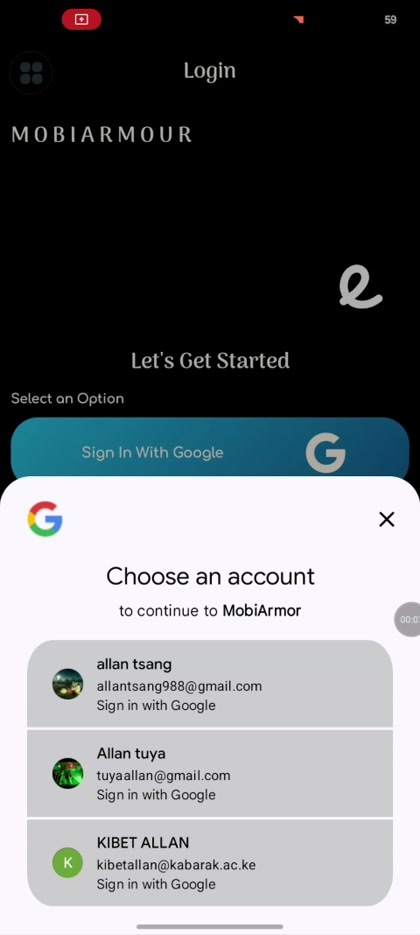 59
Login
MOBIARMOUR
e
Let's Get Started
Select an Option
Sign In With Google
G
Choose an account
to continue to MobiArmor
allan tsang
allantsang988@gmail.com
Sign in with Google
Allan tuya
tuyaallan@gmail.com
Sign in with Google
KIBET ALLAN
K
kibetallan@kabarak.ac.ke
Sign in with Google